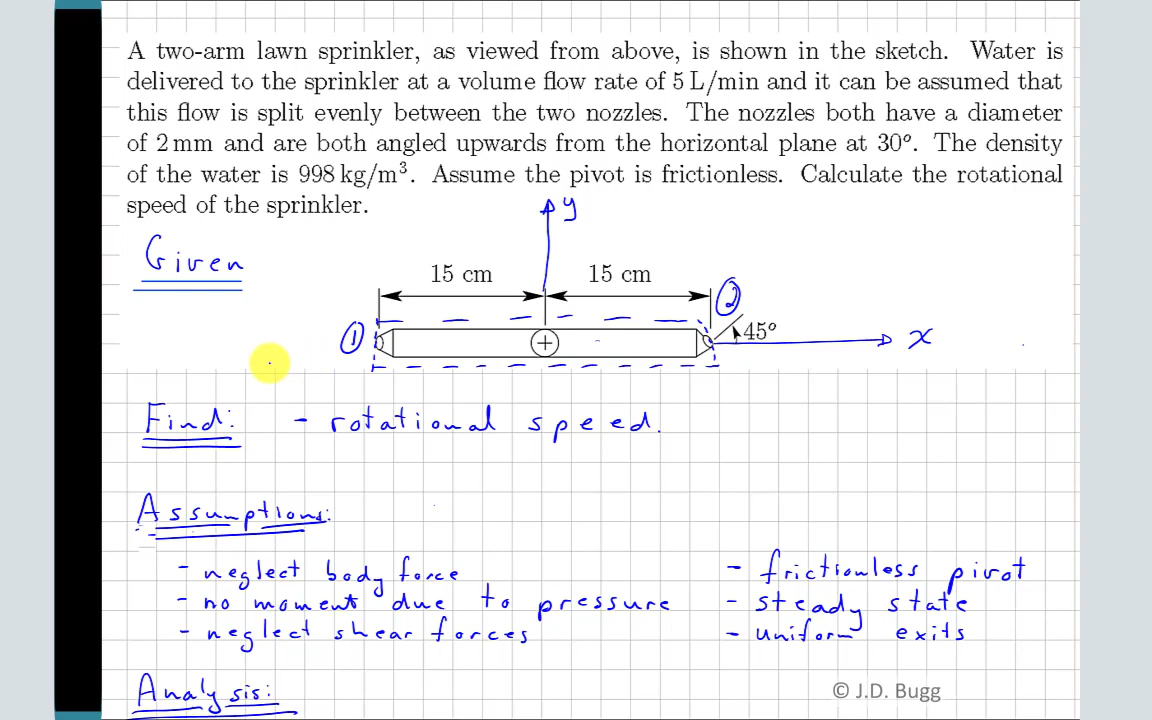 A two-arm lawn sprinkler, as viewed from above, is shown in the sketch. Water is
delivered to the sprinkler at a volume flow rate of 5 L/min and it can be assumed that
this flow is split evenly between the two nozzles. The nozzles both have a diameter
of 2 mm and are both angled upwards from the horizontal plane at 30°. The density
of the water is 998 kg/m³. Assume the pivot is frictionless. Calculate the rotational
speed of the sprinkler.
y
Given
15 cm 15 cm
① ② 45° x
Find: - rotational speed.
Assumptions:
- neglect body force
- no moment due to pressure
- neglect shear forces
- frictionless pivot
- steady state
- uniform exits
Analysis:
© J.D. Bugg